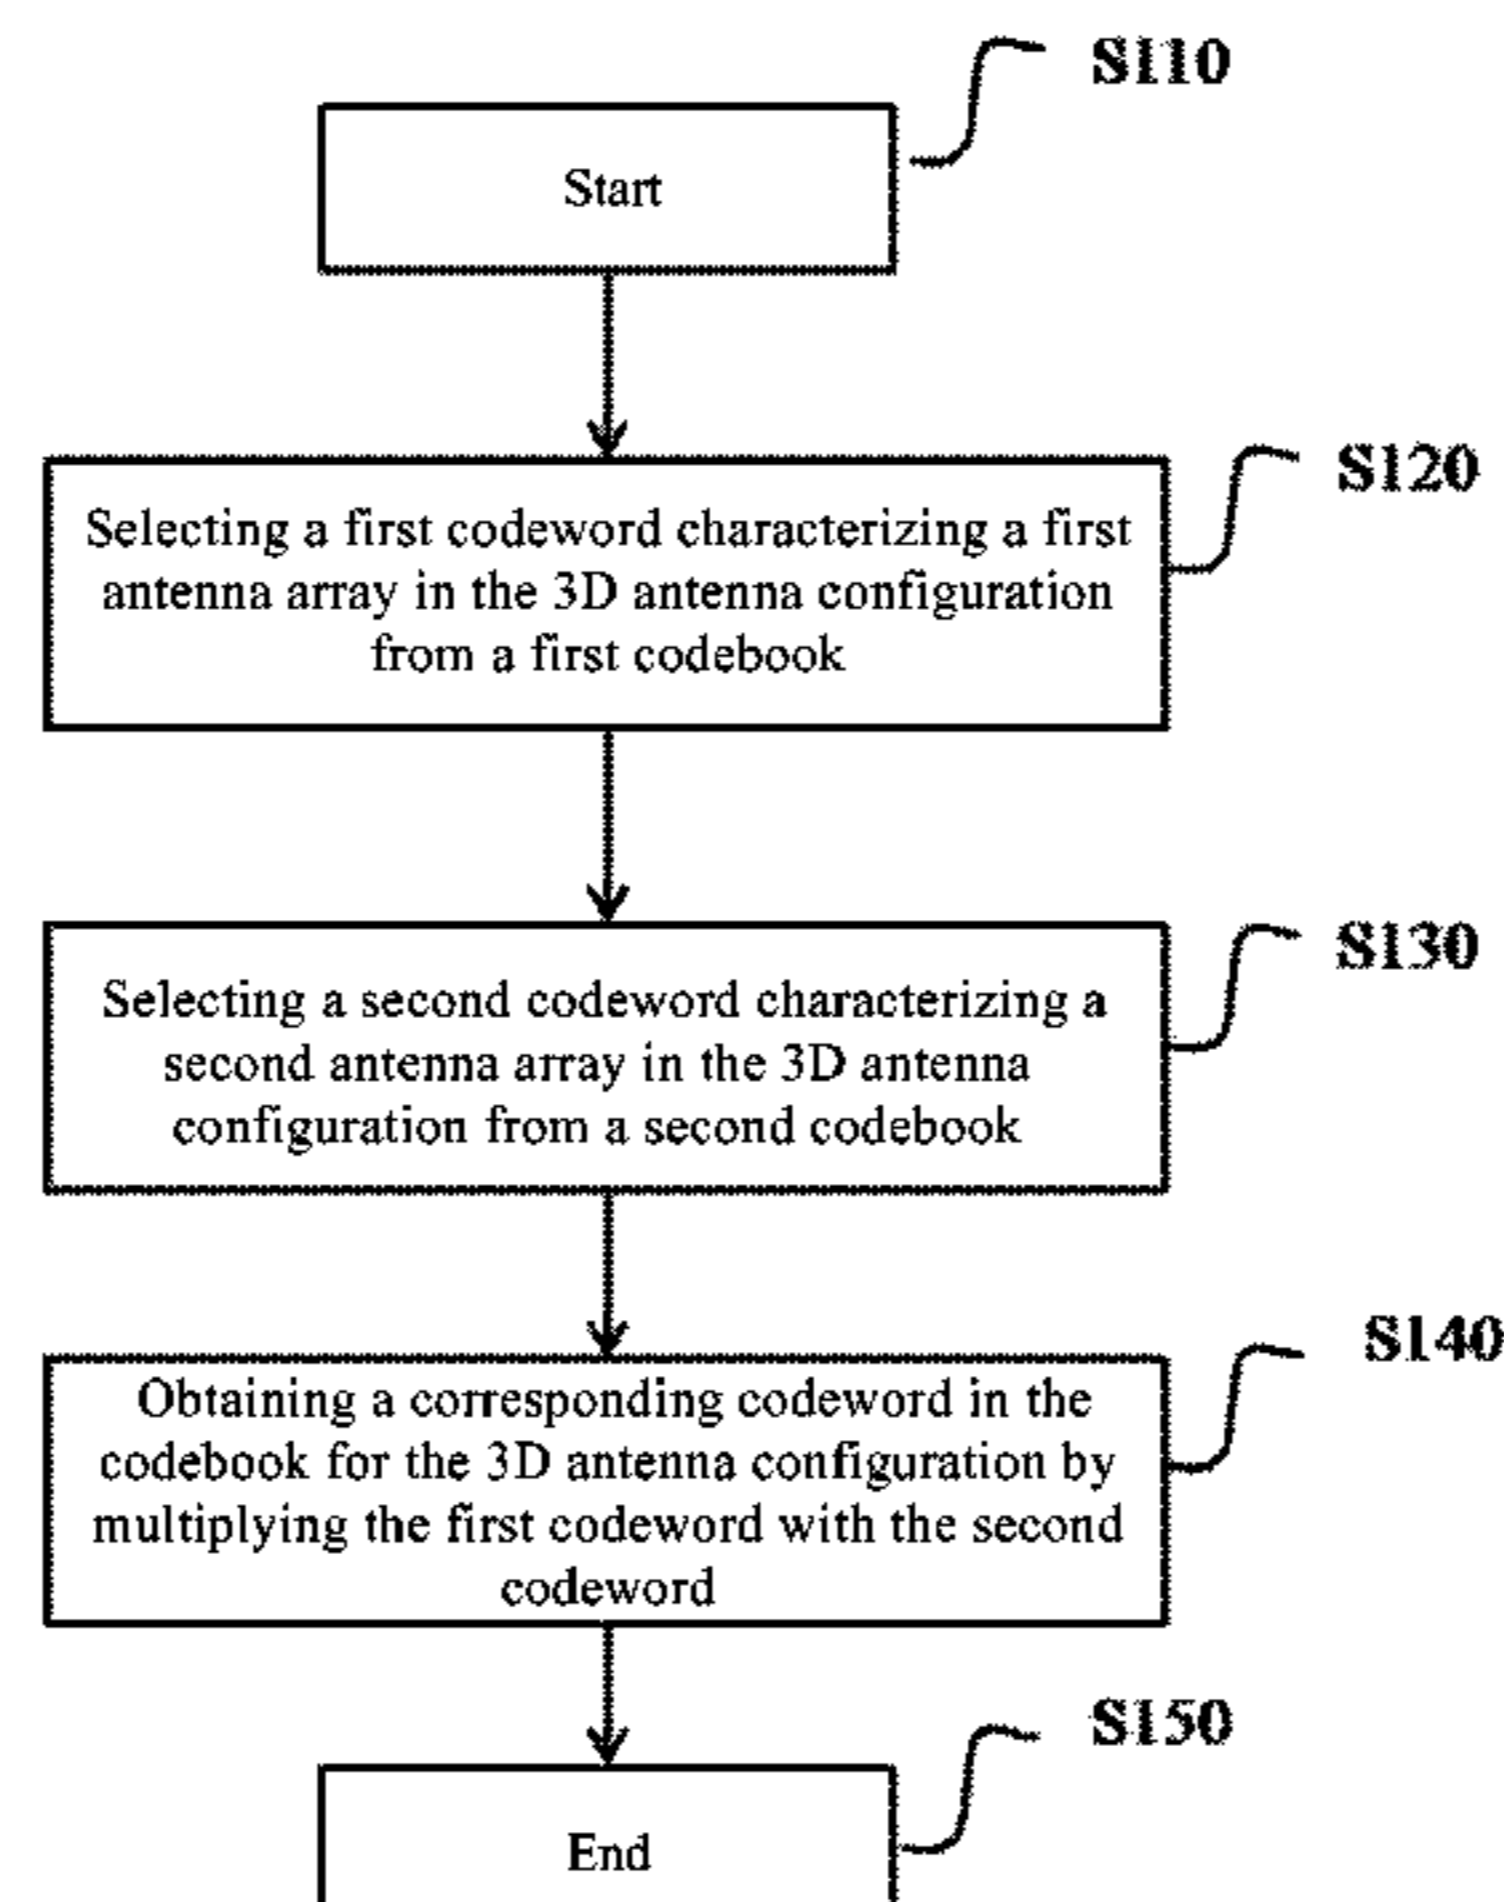 S110
Start
S120
Selecting a first codeword characterizing a first
antenna array in the 3D antenna configuration
from a first codebook
S130
Selecting a second codeword characterizing a
second antenna array in the 3D antenna
configuration from a second codebook
S140
Obtaining a corresponding codeword in the
codebook for the 3D antenna configuration by
multiplying the first codeword with the second
codeword
S150
End